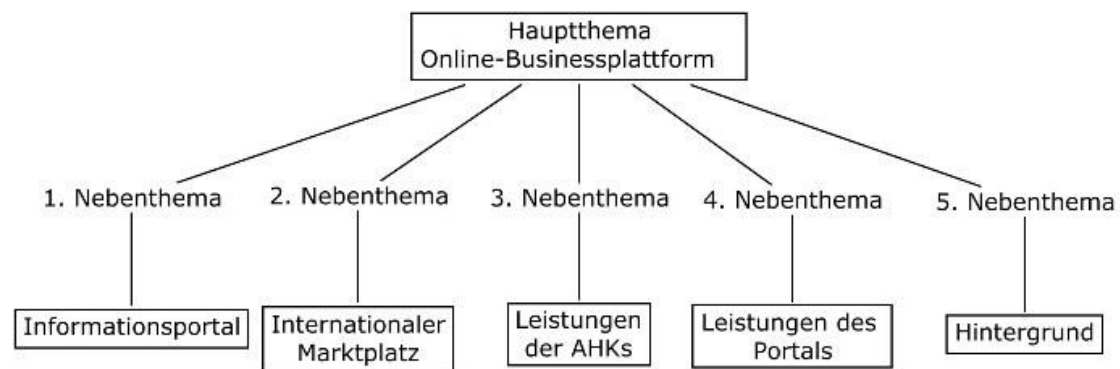 Hauptthema
Online-Businessplattform
1. Nebenthema
2. Nebenthema
3. Nebenthema
4. Nebenthema
5. Nebenthema
Informationsportal
Internationaler
Marktplatz
Leistungen
der AHKs
Leistungen des
Portals
Hintergrund